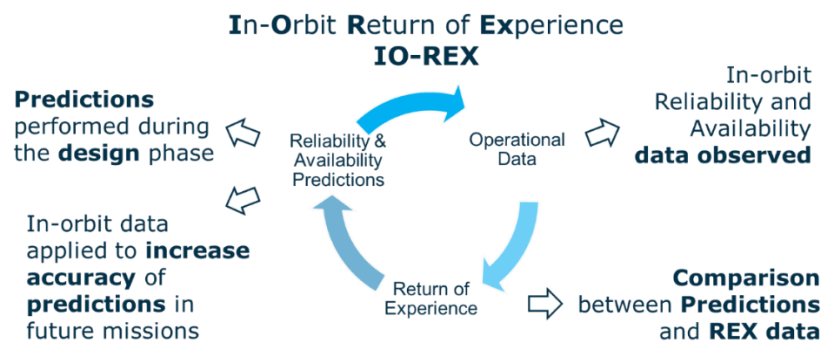 In-Orbit Return of Experience
IO-REX
Predictions
performed during
the design phase
Reliability &
Availability
Predictions
Operational
Data
In-orbit
Reliability and
Availability
data observed
In-orbit data
applied to increase
accuracy of
predictions in
future missions
Return of
Experience
Comparison
between Predictions
and REX data